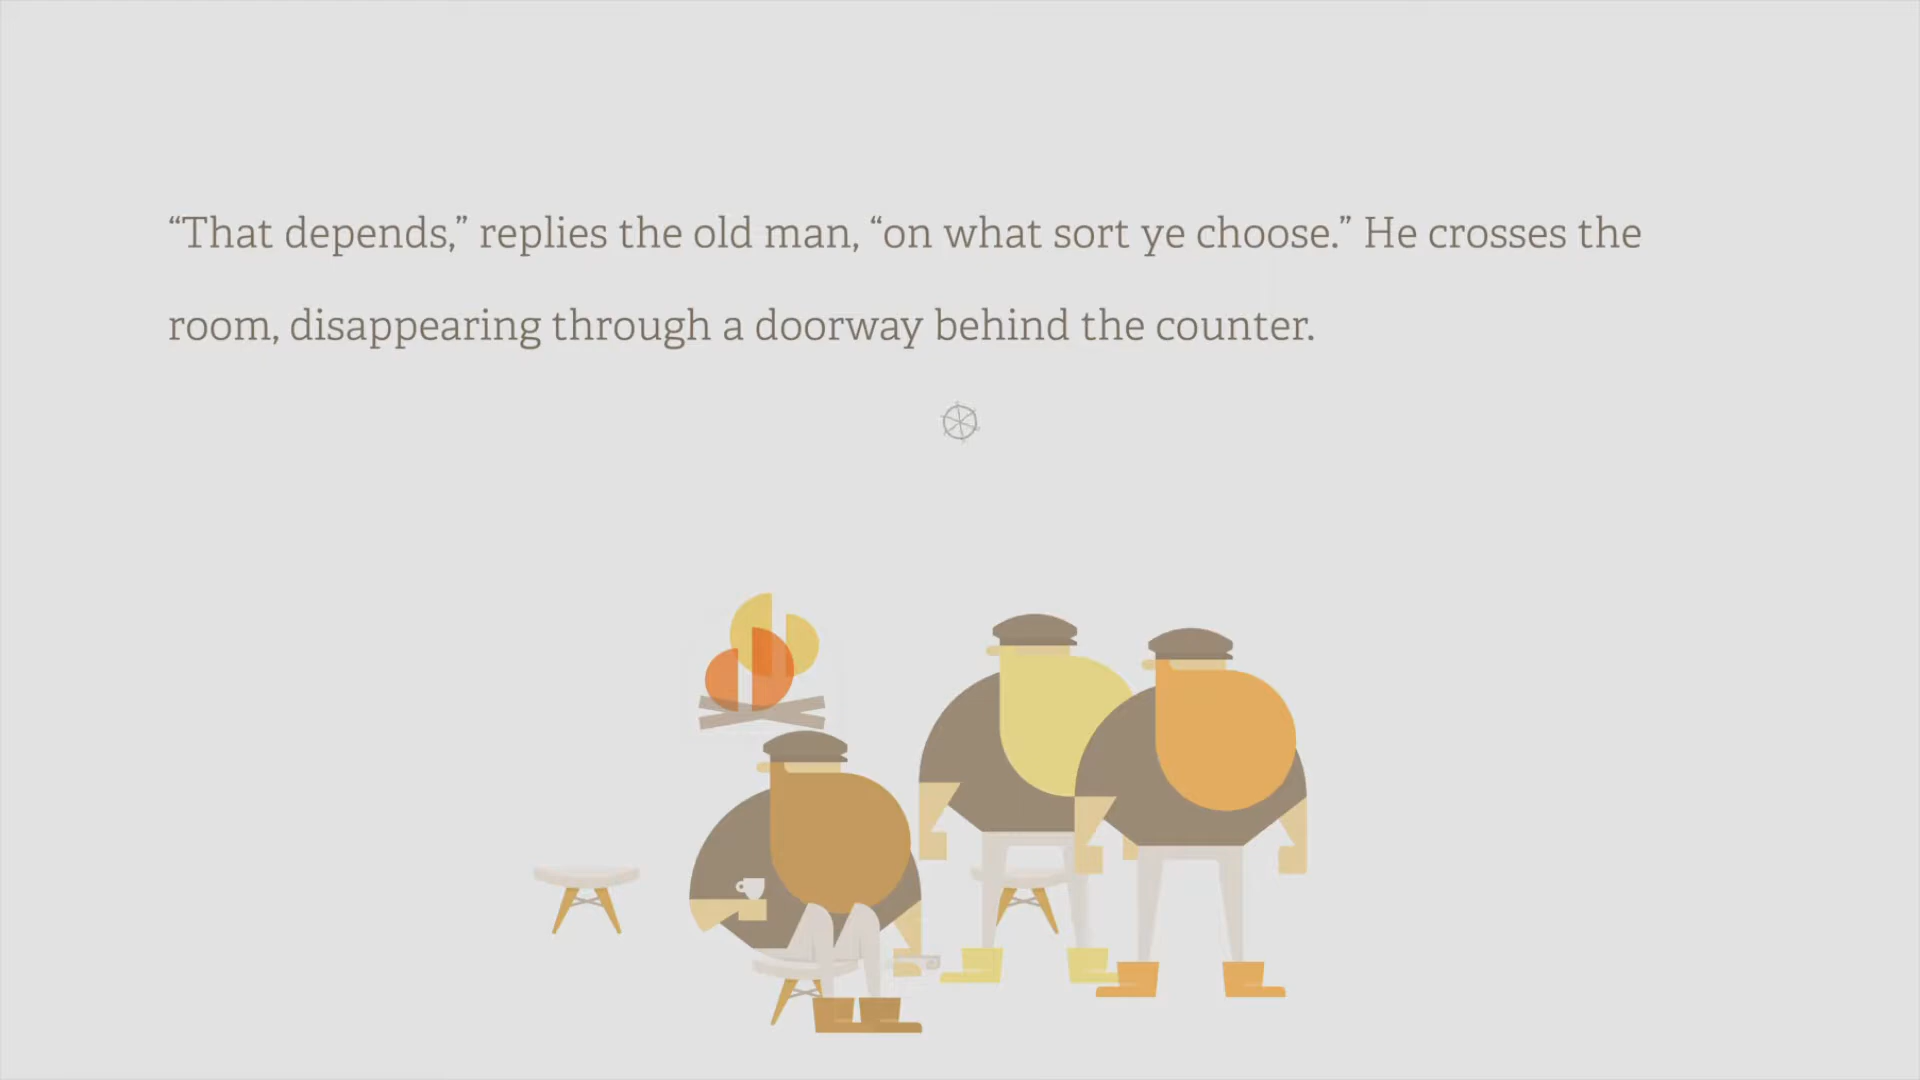 “That depends,” replies the old man, “on what sort ye choose.” He crosses the
room, disappearing through a doorway behind the counter.